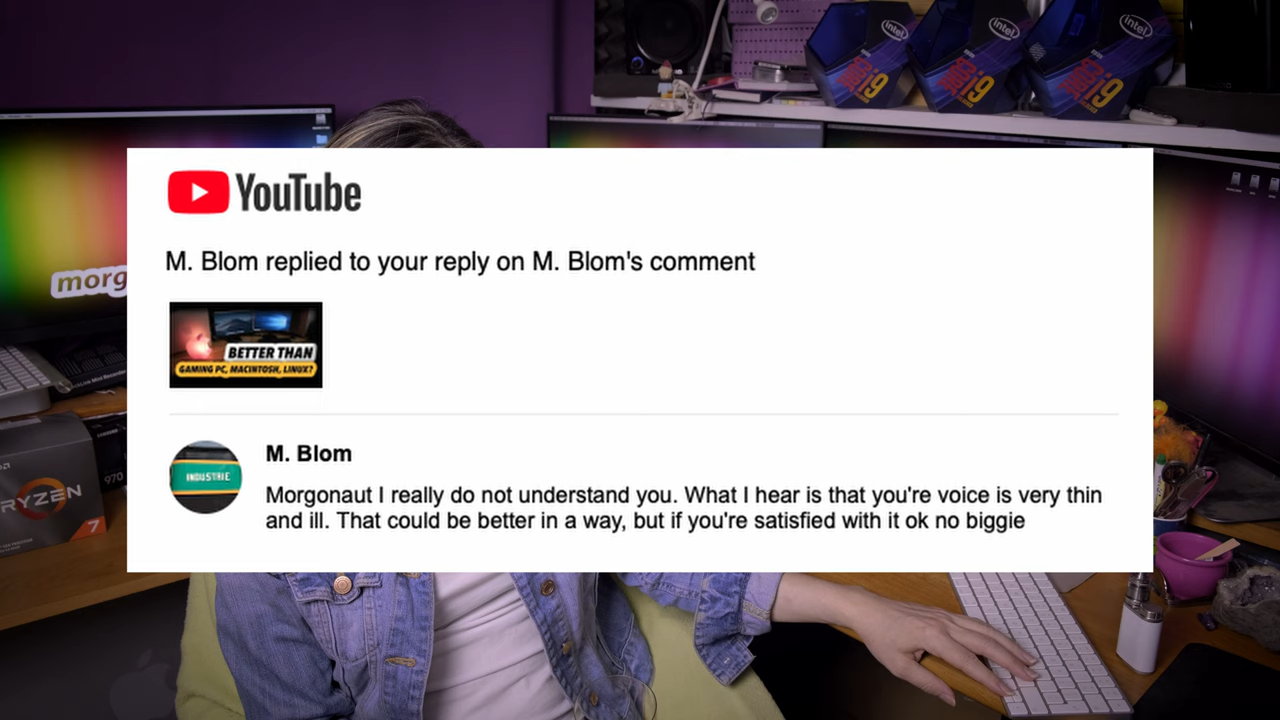 intel
intel
intel
CORE
i9
CORE
i9
CORE
i9
morg
YouTube
M. Blom replied to your reply on M. Blom's comment
BETTER THAN
GAMING PC, MACINTOSH, LINUX?
INDUSTRIE
M. Blom
Morgonaut I really do not understand you. What I hear is that you're voice is very thin
and ill. That could be better in a way, but if you're satisfied with it ok no biggie
RYZEN
7
970